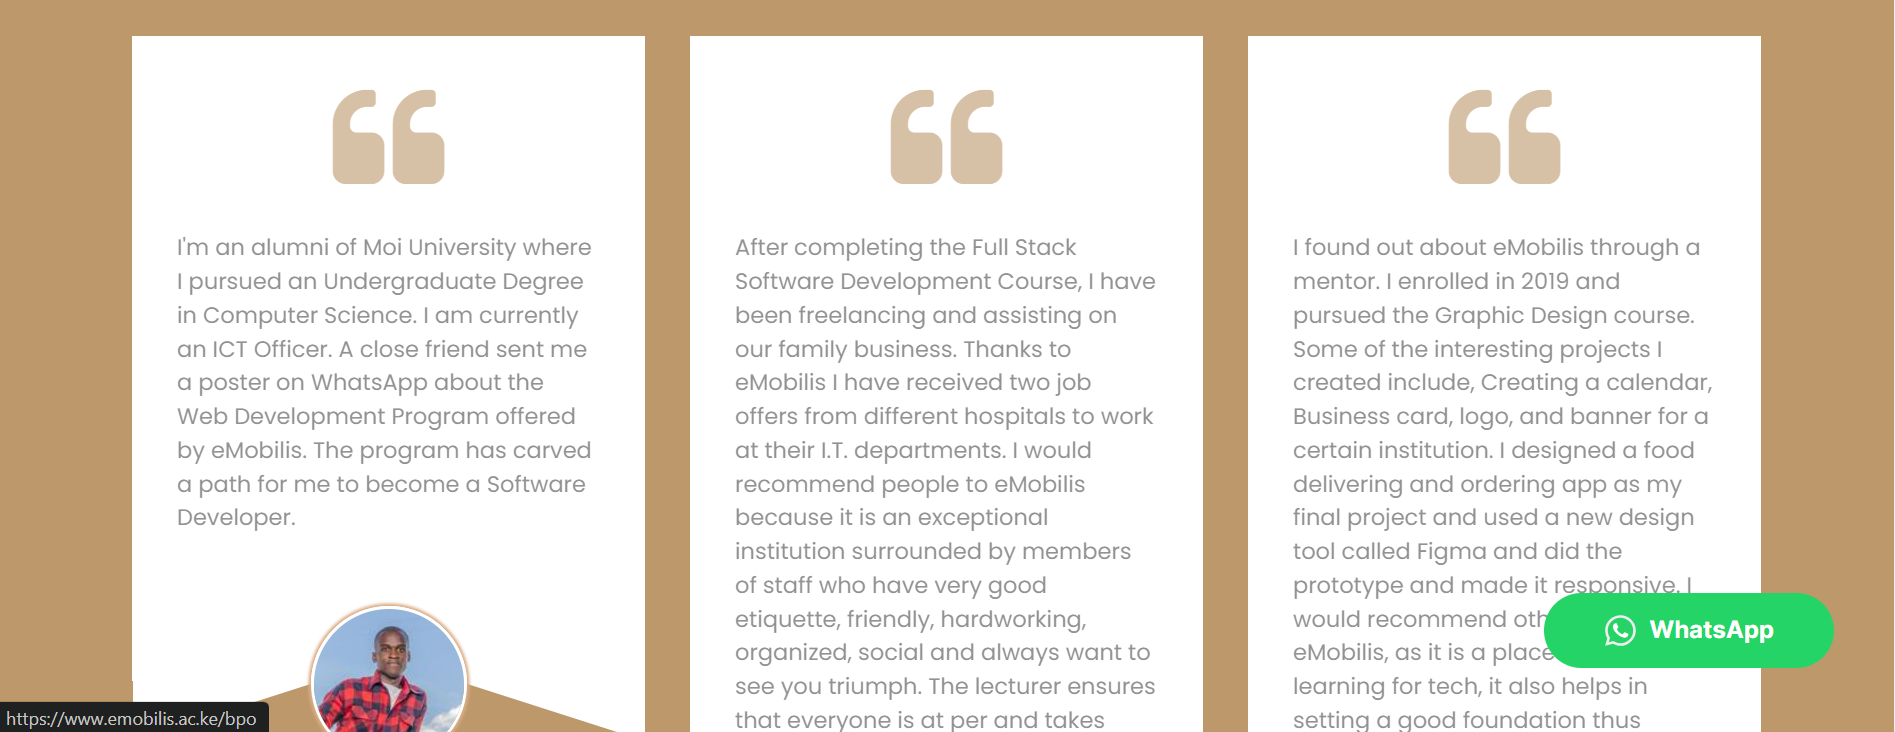 I'm an alumni of Moi University where
I pursued an Undergraduate Degree
in Computer Science. I am currently
an ICT Officer. A close friend sent me
a poster on WhatsApp about the
Web Development Program offered
by eMobilis. The program has carved
a path for me to become a Software
Developer.
After completing the Full Stack
Software Development Course, I have
been freelancing and assisting on
our family business. Thanks to
eMobilis I have received two job
offers from different hospitals to work
at their I.T. departments. I would
recommend people to eMobilis
because it is an exceptional
institution surrounded by members
of staff who have very good
etiquette, friendly, hardworking,
organized, social and always want to
see you triumph. The lecturer ensures
that everyone is at per and takes
I found out about eMobilis through a
mentor. I enrolled in 2019 and
pursued the Graphic Design course.
Some of the interesting projects I
created include, Creating a calendar,
Business card, logo, and banner for a
certain institution. I designed a food
delivering and ordering app as my
final project and used a new design
tool called Figma and did the
prototype and made it responsive. I
would recommend
eMobilis, as it is a place
learning for tech, it also helps in
setting a good foundation thus
WhatsApp
https://www.emobilis.ac.ke/bpo